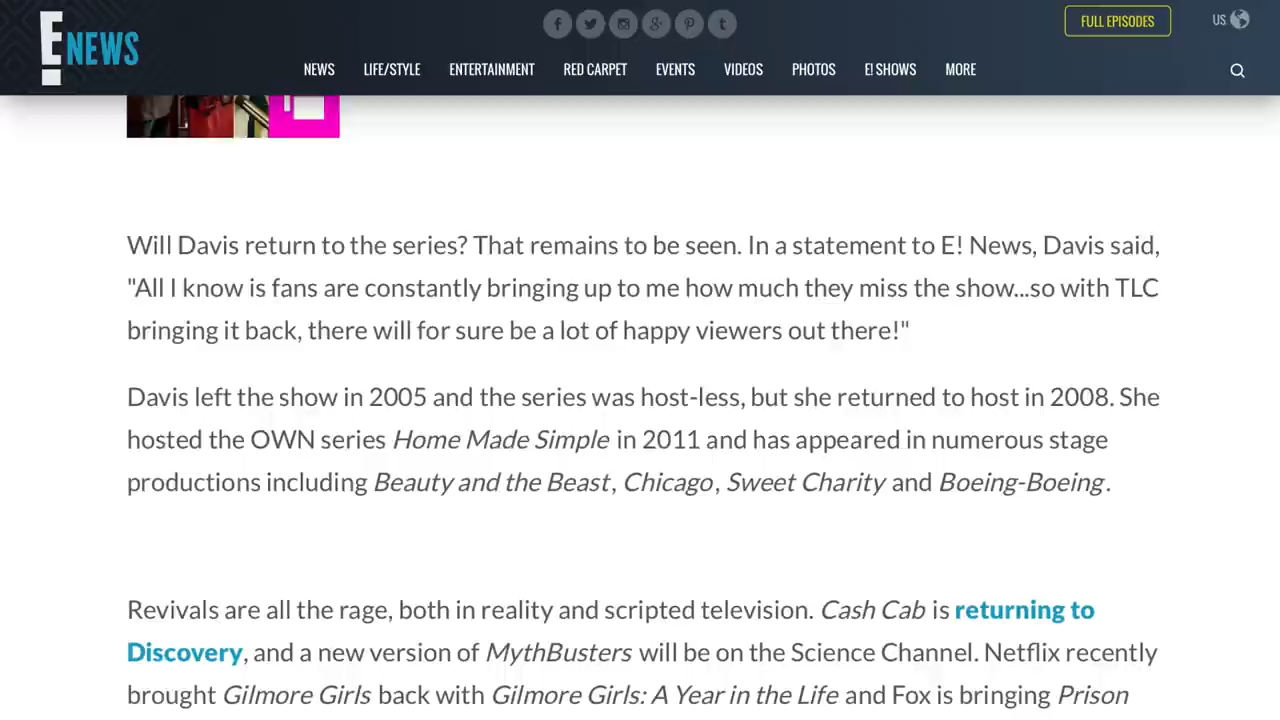 E! NEWS
FULL EPISODES
US
NEWS LIFE/STYLE ENTERTAINMENT RED CARPET EVENTS VIDEOS PHOTOS E! SHOWS MORE
Will Davis return to the series? That remains to be seen. In a statement to E! News, Davis said,
"All I know is fans are constantly bringing up to me how much they miss the show...so with TLC
bringing it back, there will for sure be a lot of happy viewers out there!"
Davis left the show in 2005 and the series was host-less, but she returned to host in 2008. She
hosted the OWN series Home Made Simple in 2011 and has appeared in numerous stage
productions including Beauty and the Beast, Chicago, Sweet Charity and Boeing-Boeing.
Revivals are all the rage, both in reality and scripted television. Cash Cab is returning to
Discovery, and a new version of MythBusters will be on the Science Channel. Netflix recently
brought Gilmore Girls back with Gilmore Girls: A Year in the Life and Fox is bringing Prison